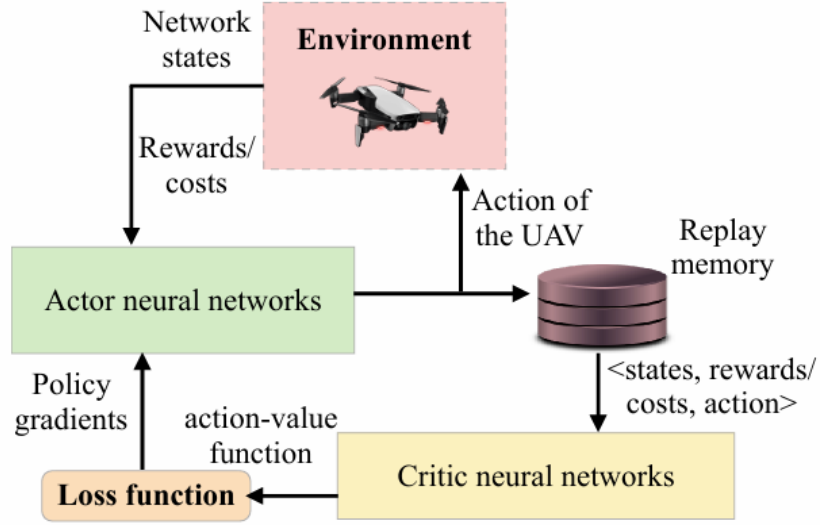 Network
states
Environment
Rewards/
costs
Action of
the UAV
Replay
memory
Actor neural networks
<states, rewards/
costs, action>
Policy
gradients
action-value
function
Critic neural networks
Loss function